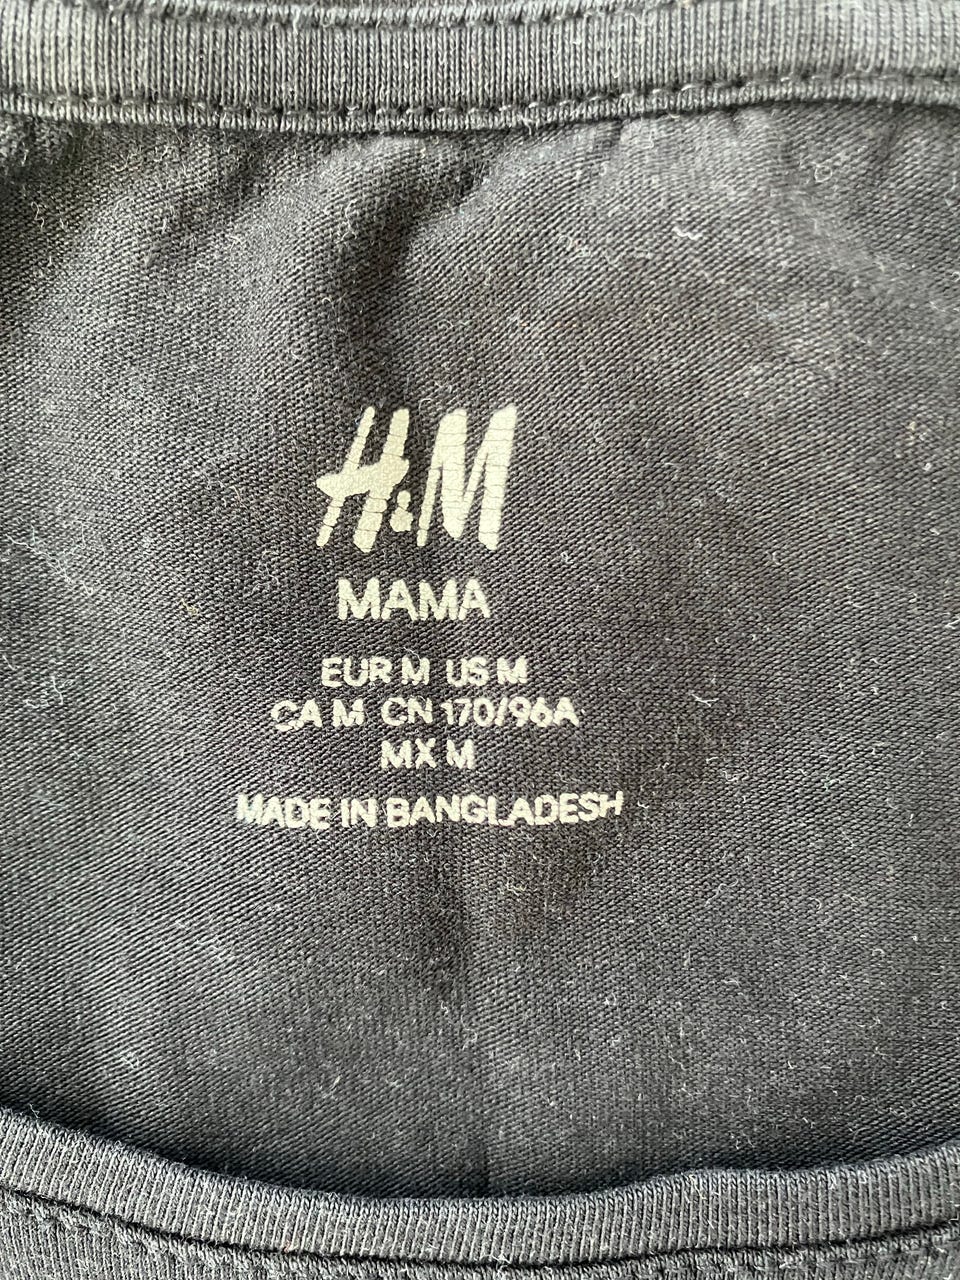 H&M
MAMA
EUR M US M
CA M CN 170/96A
MX M
MADE IN BANGLADESH